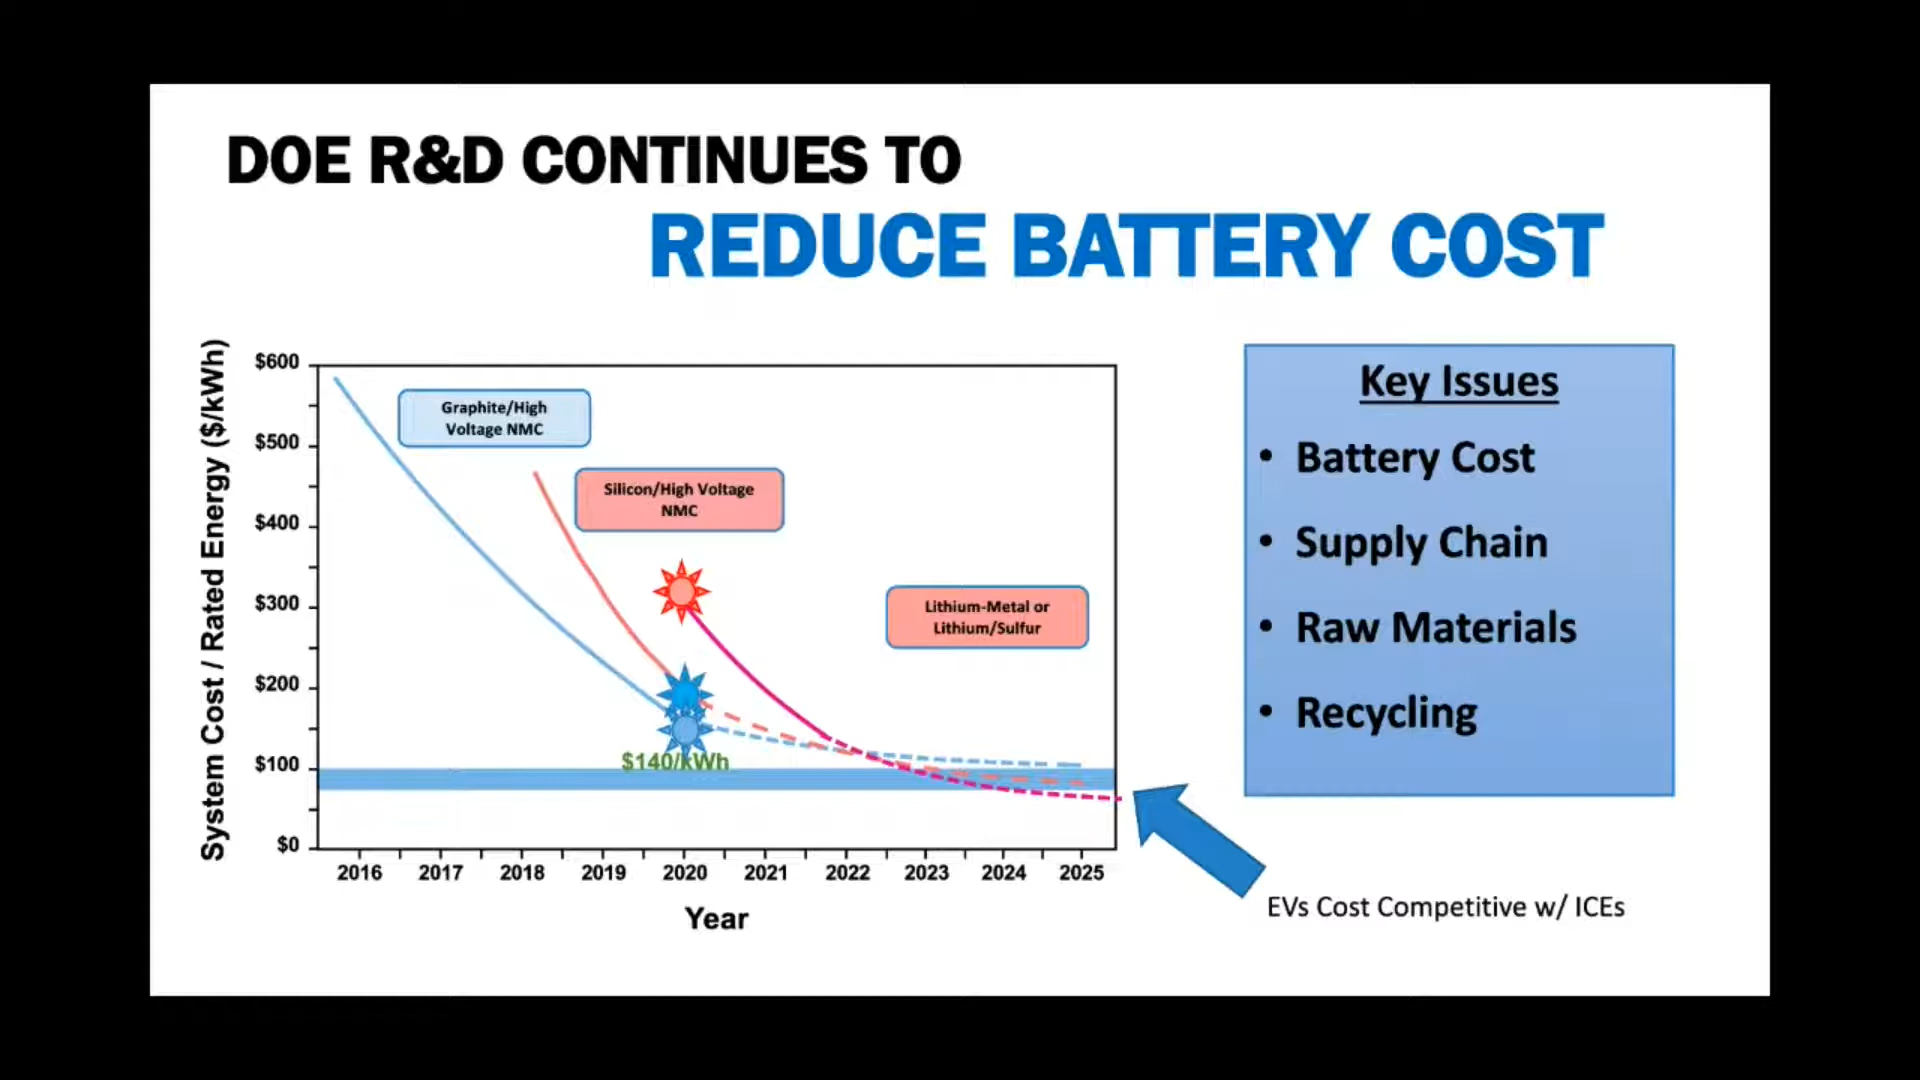 DOE R&D CONTINUES TO
REDUCE BATTERY COST
System Cost / Rated Energy ($/kWh)
$600
$500
$400
$300
$200
$100
$0
Graphite/High
Voltage NMC
Silicon/High Voltage
NMC
Lithium-Metal or
Lithium/Sulfur
$140/kWh
2016 2017 2018 2019 2020 2021 2022 2023 2024 2025
Year
Key Issues
• Battery Cost
• Supply Chain
• Raw Materials
• Recycling
EVs Cost Competitive w/ ICEs